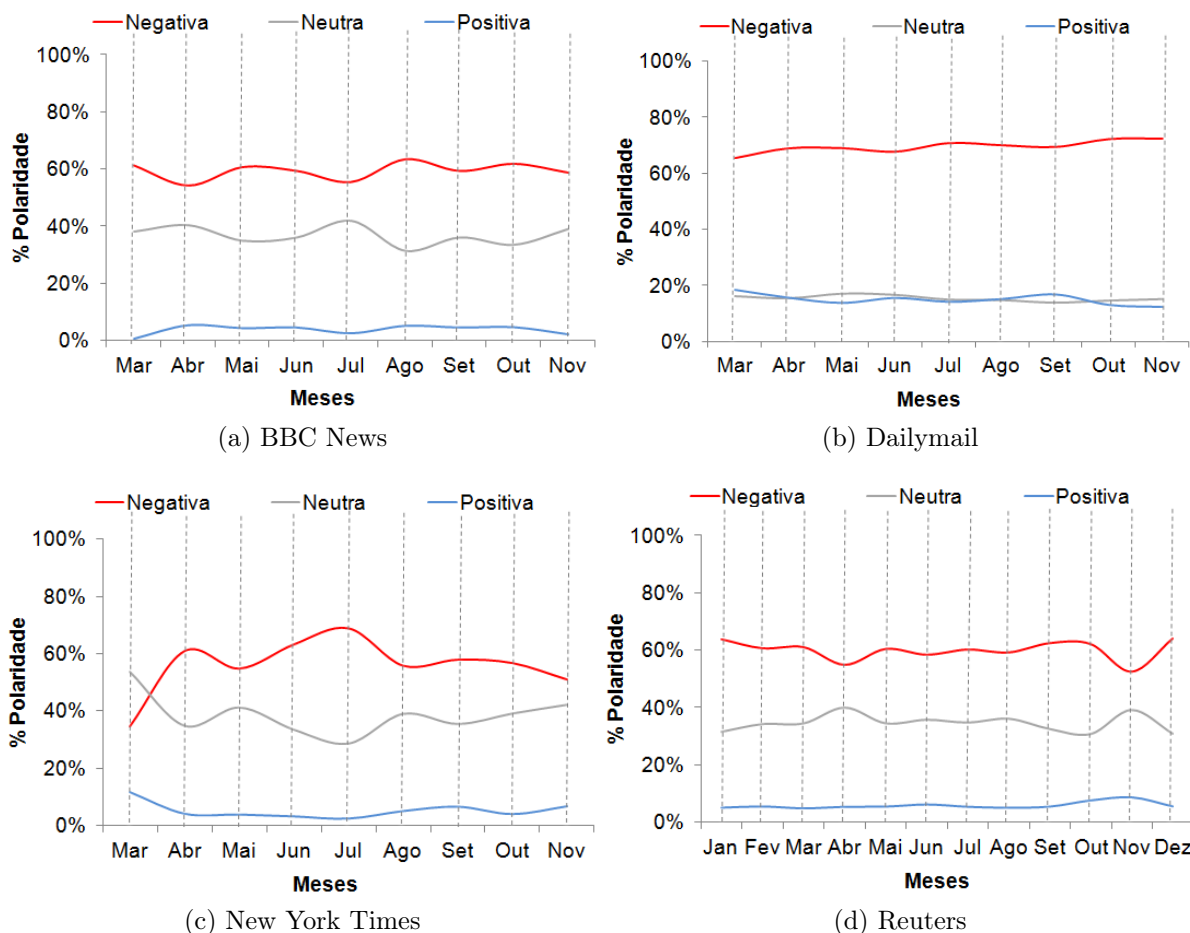 Negativa Neutra Positiva
100%
80%
60%
40%
20%
0%
% Polaridade
Mar Abr Mai Jun Jul Ago Set Out Nov
Meses
(a) BBC News
Negativa Neutra Positiva
100%
80%
60%
40%
20%
0%
% Polaridade
Mar Abr Mai Jun Jul Ago Set Out Nov
Meses
(b) Dailymail
Negativa Neutra Positiva
100%
80%
60%
40%
20%
0%
% Polaridade
Mar Abr Mai Jun Jul Ago Set Out Nov
Meses
(c) New York Times
Negativa Neutra Positiva
100%
80%
60%
40%
20%
0%
% Polaridade
Jan Fev Mar Abr Mai Jun Jul Ago Set Out Nov Dez
Meses
(d) Reuters